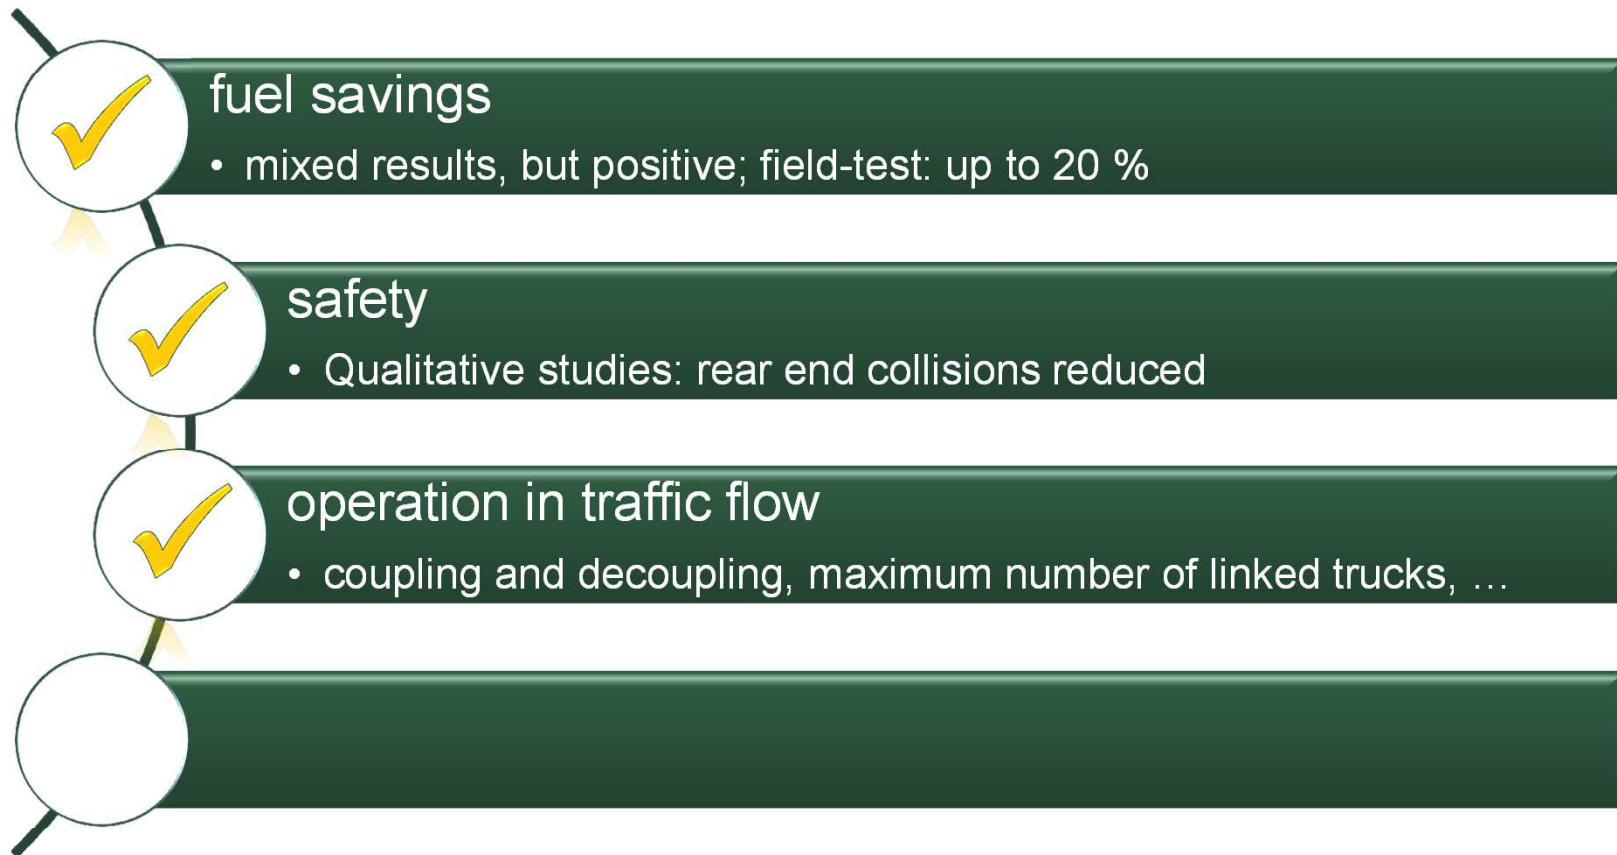 fuel savings
• mixed results, but positive; field-test: up to 20 %
safety
• Qualitative studies: rear end collisions reduced
operation in traffic flow
• coupling and decoupling, maximum number of linked trucks, …